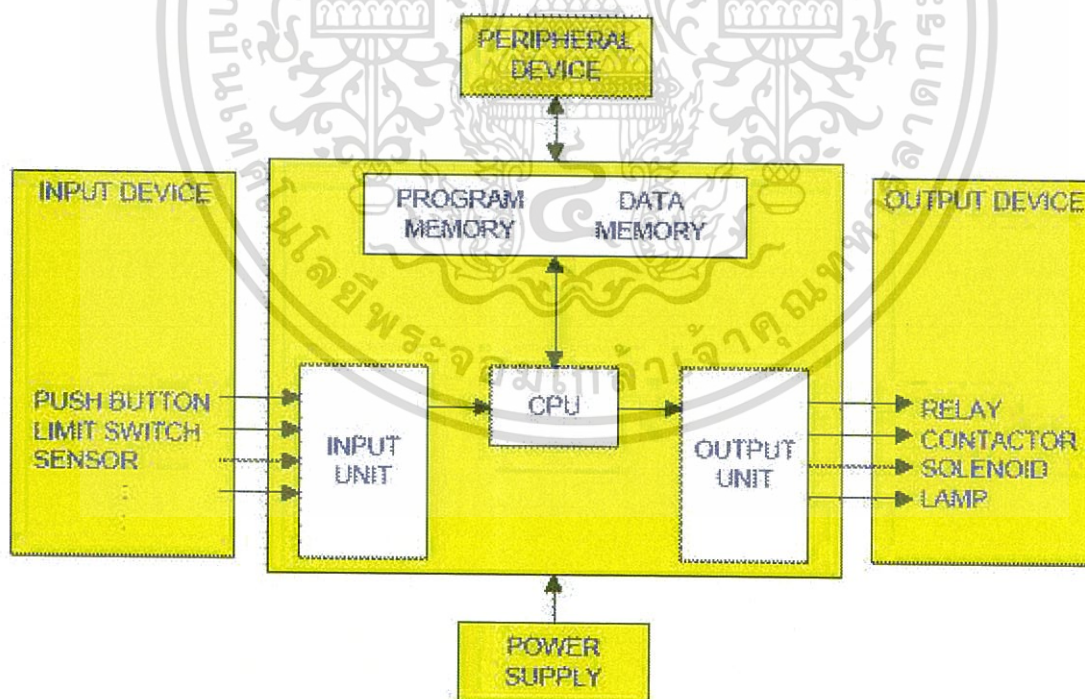 PERIPHERAL
DEVICE
INPUT DEVICE
PUSH BUTTON
LIMIT SWITCH
SENSOR
PROGRAM
MEMORY
DATA
MEMORY
INPUT
UNIT
CPU
OUTPUT
UNIT
OUTPUT DEVICE
RELAY
CONTACTOR
SOLENOID
LAMP
POWER
SUPPLY